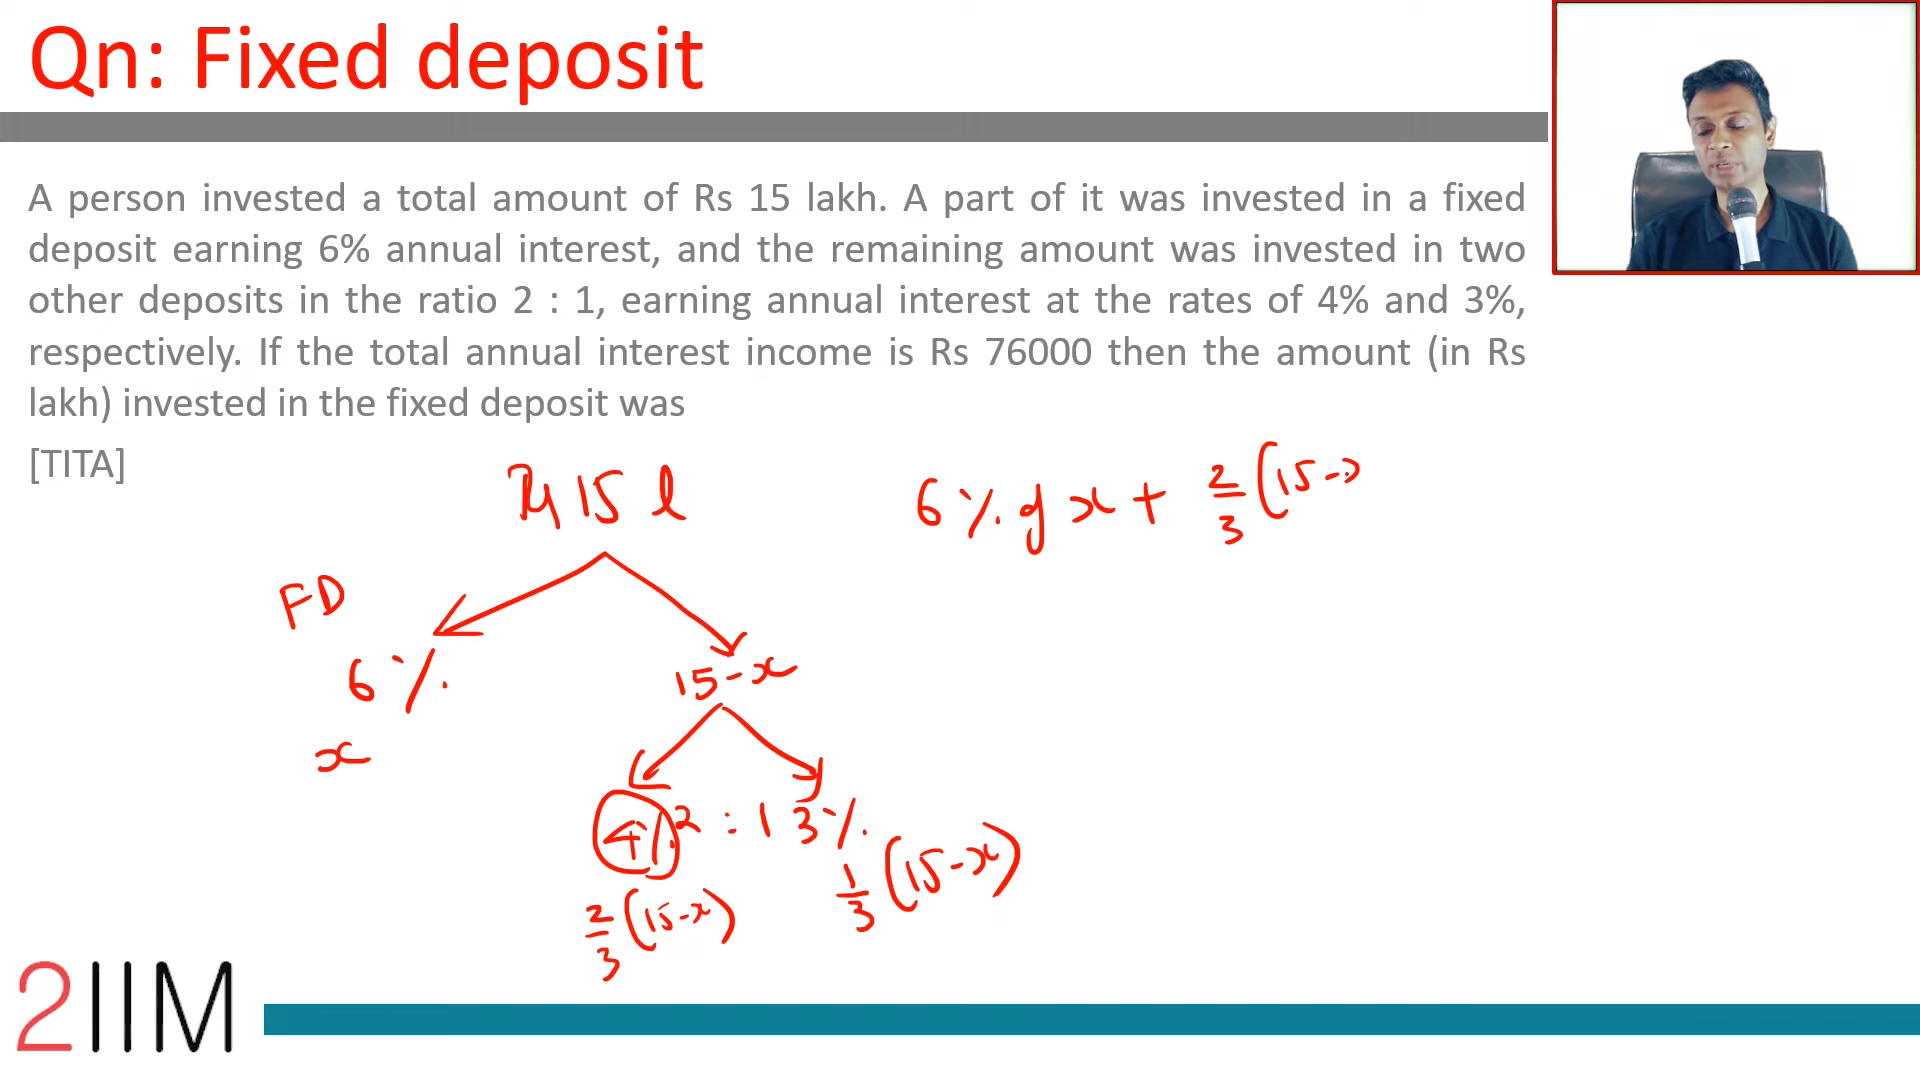 Qn: Fixed deposit
A person invested a total amount of Rs 15 lakh. A part of it was invested in a fixed
deposit earning 6% annual interest, and the remaining amount was invested in two
other deposits in the ratio 2 : 1, earning annual interest at the rates of 4% and 3%,
respectively. If the total annual interest income is Rs 76000 then the amount (in Rs
lakh) invested in the fixed deposit was
[TITA]
Rs 15 l
6% of x + 2/3 (15-x
FD
6%
15-x
x
4% 2 : 1 3%
2/3 (15-x)
1/3 (15-x)
2IIM